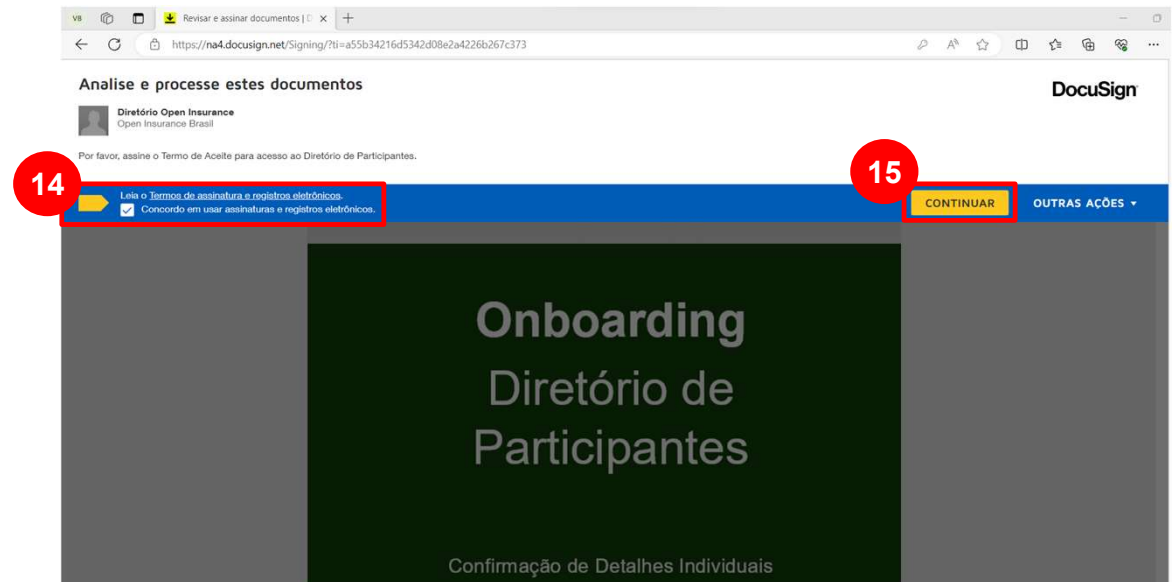 V8
Revisar e assinar documentos | D
https://na4.docusign.net/Signing/?ti=a55b34216d5342d08e2a4226b267c373
Analise e processe estes documentos
DocuSign
Diretório Open Insurance
Open Insurance Brasil
Por favor, assine o Termo de Aceite para acesso ao Diretório de Participantes.
14
Leia o Termos de assinatura e registros eletrônicos.
Concordo em usar assinaturas e registros eletrônicos.
15
CONTINUAR
OUTRAS AÇÕES
Onboarding
Diretório de
Participantes
Confirmação de Detalhes Individuais